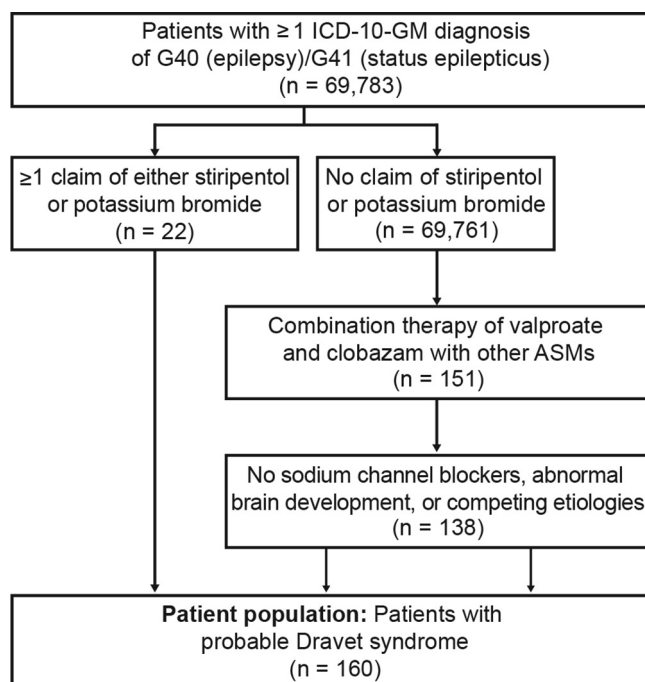 Patients with ≥ 1 ICD-10-GM diagnosis
of G40 (epilepsy)/G41 (status epilepticus)
(n = 69,783)
≥1 claim of either stiripentol
or potassium bromide
(n = 22)
No claim of stiripentol
or potassium bromide
(n = 69,761)
Combination therapy of valproate
and clobazam with other ASMs
(n = 151)
No sodium channel blockers, abnormal
brain development, or competing etiologies
(n = 138)
Patient population: Patients with
probable Dravet syndrome
(n = 160)